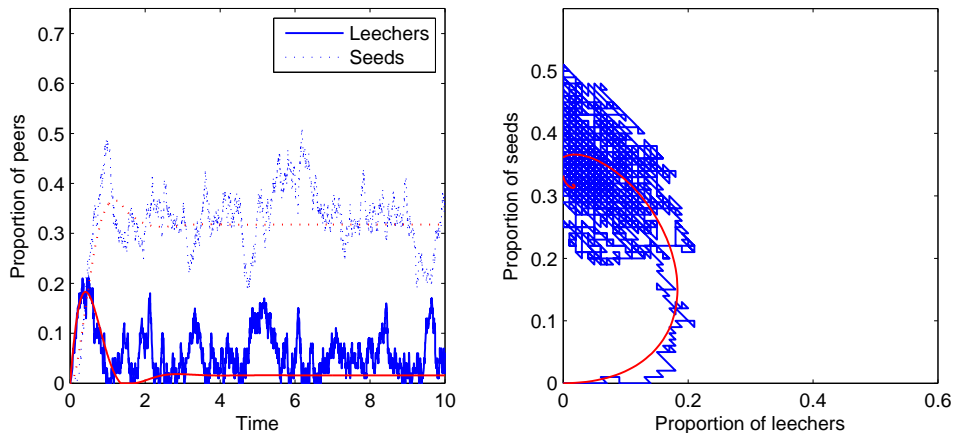 0.7
0.6
0.5
0.4
0.3
0.2
0.1
0
Proportion of peers
0 2 4 6 8 10
Time
Leechers
Seeds
0.5
0.4
0.3
0.2
0.1
0
Proportion of seeds
0 0.2 0.4 0.6
Proportion of leechers